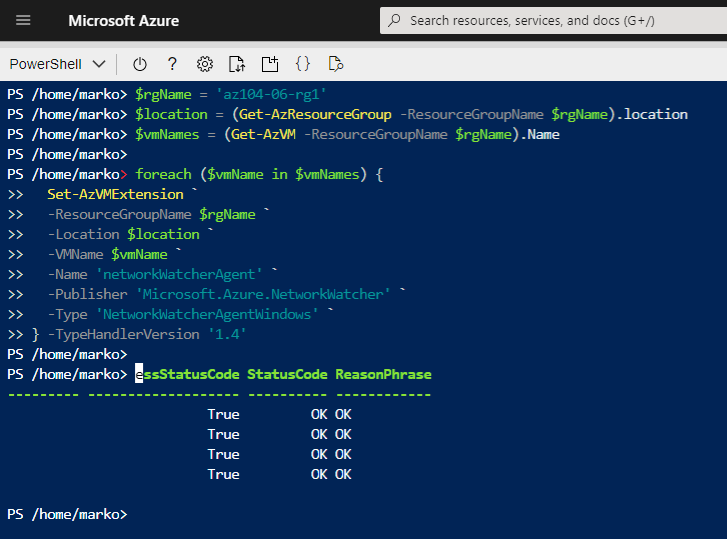 Microsoft Azure
Search resources, services, and docs (G+/)
PowerShell
PS /home/marko> $rgName = 'az104-06-rg1'
PS /home/marko> $location = (Get-AzResourceGroup -ResourceGroupName $rgName).location
PS /home/marko> $vmNames = (Get-AzVM -ResourceGroupName $rgName).Name
PS /home/marko>
PS /home/marko> foreach ($vmName in $vmNames) {
>>   Set-AzVMExtension `
>>   -ResourceGroupName $rgName `
>>   -Location $location `
>>   -VMName $vmName `
>>   -Name 'networkWatcherAgent' `
>>   -Publisher 'Microsoft.Azure.NetworkWatcher' `
>>   -Type 'NetworkWatcherAgentWindows' `
>> } -TypeHandlerVersion '1.4'
PS /home/marko>
PS /home/marko> essStatusCode StatusCode ReasonPhrase
--------- ------------------- ---------- ------------
True         OK OK
True         OK OK
True         OK OK
True         OK OK
PS /home/marko>